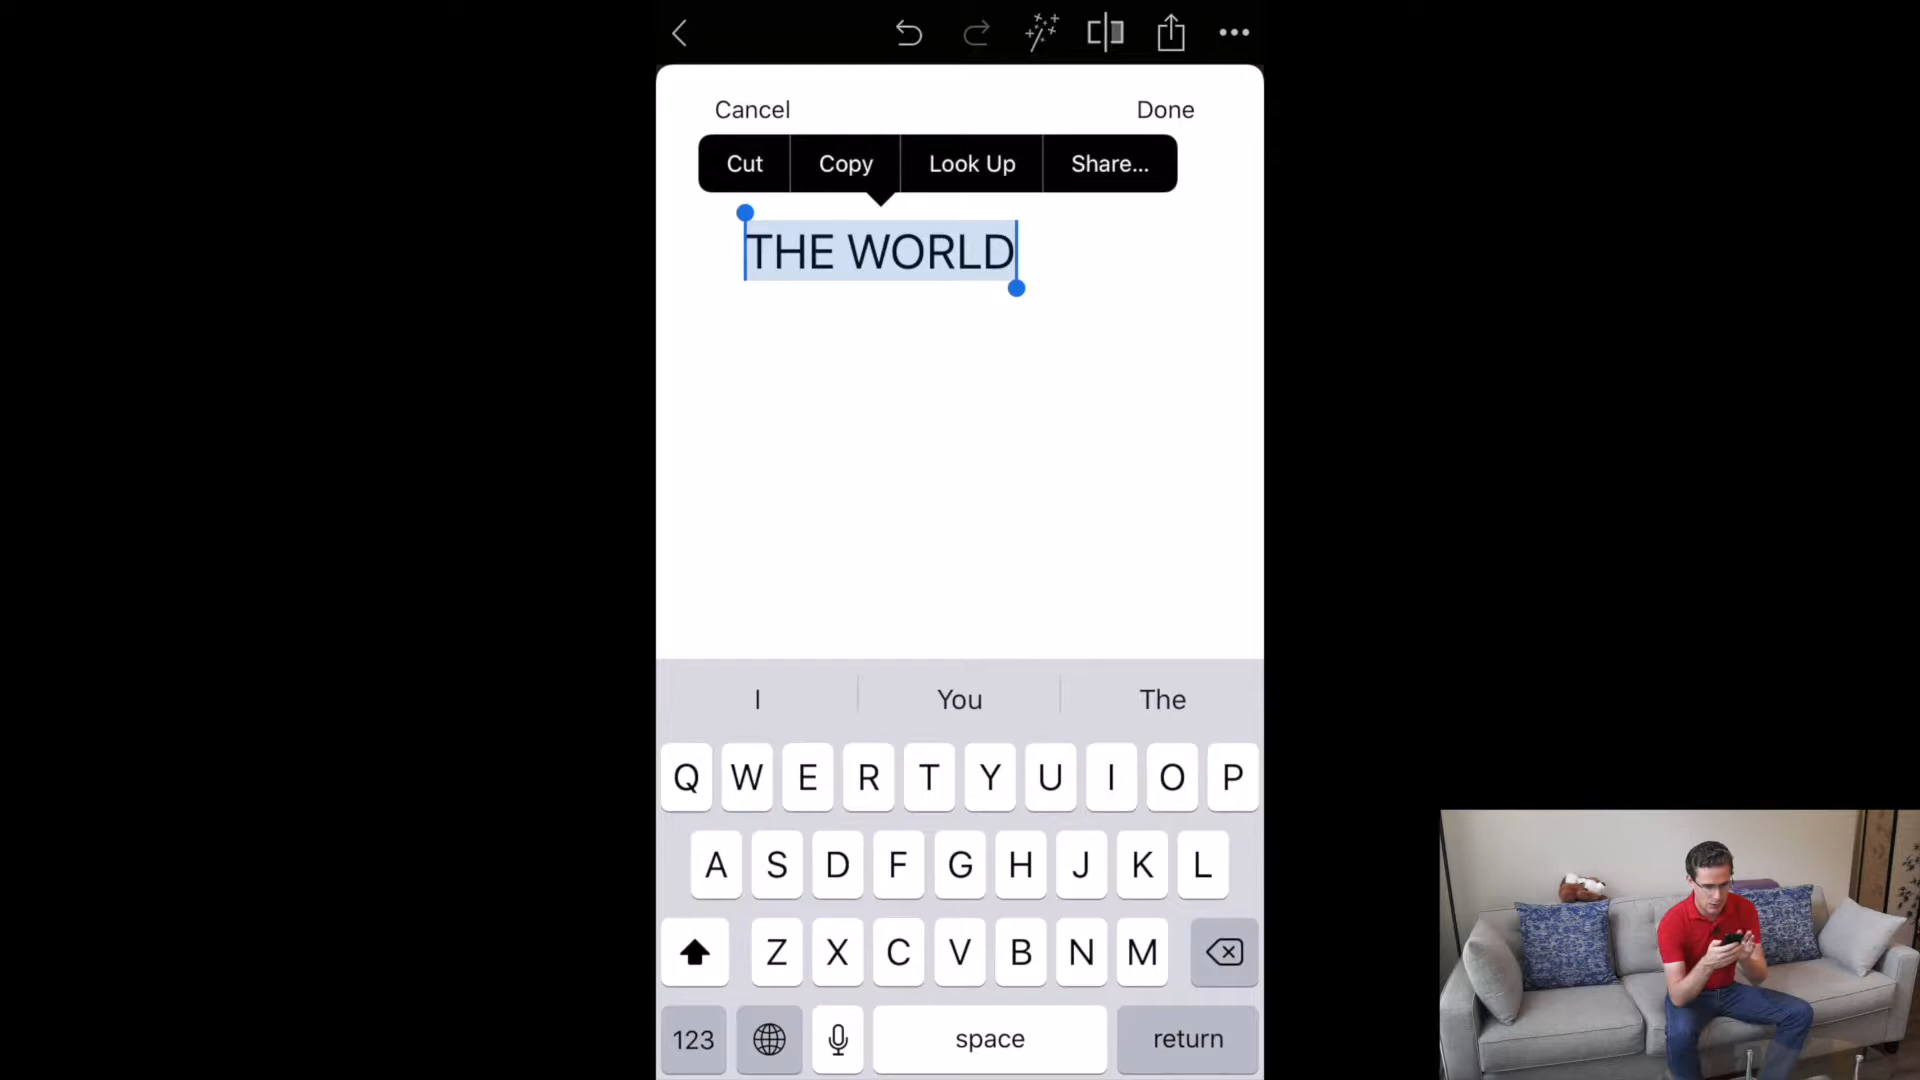 Cancel Done
Cut Copy Look Up Share...
THE WORLD
I You The
Q W E R T Y U I O P
A S D F G H J K L
Z X C V B N M
123 space return